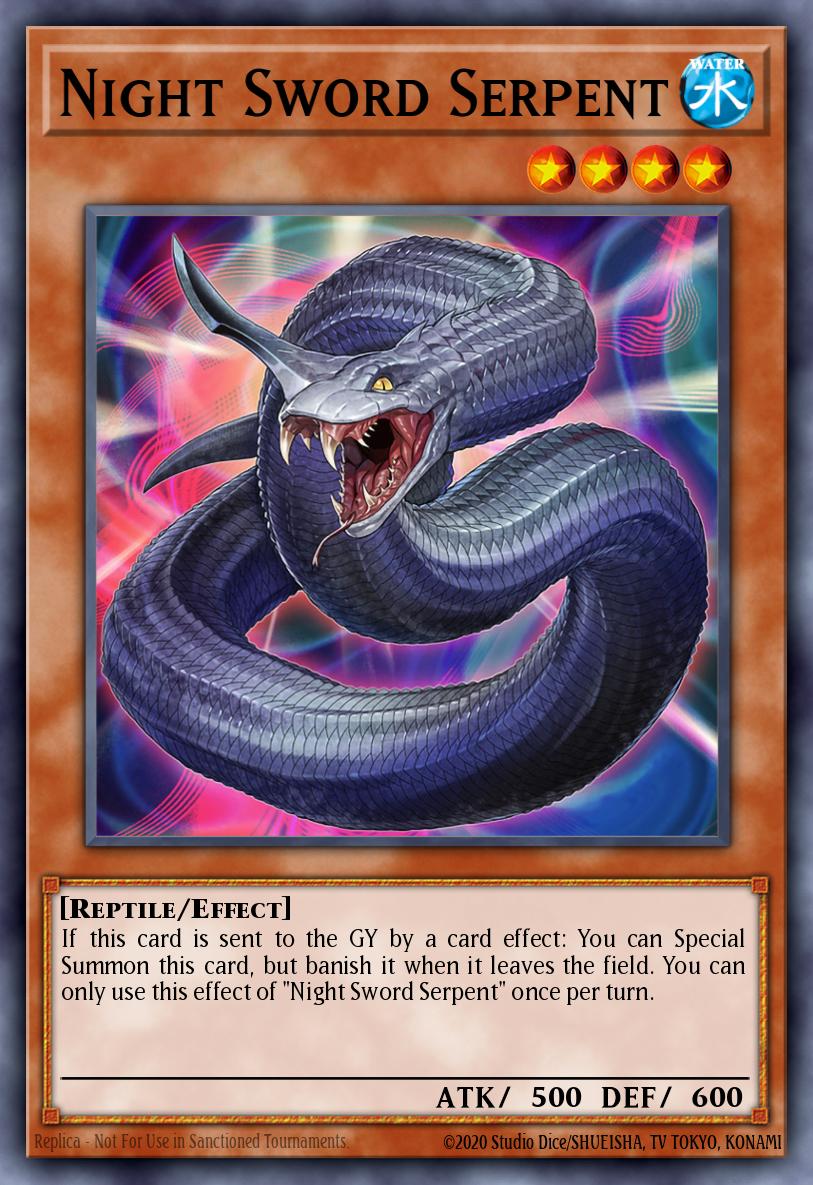 Night Sword Serpent
WATER
水
[Reptile/Effect]
If this card is sent to the GY by a card effect: You can Special
Summon this card, but banish it when it leaves the field. You can
only use this effect of "Night Sword Serpent" once per turn.
ATK/ 500 DEF/ 600
Replica - Not For Use in Sanctioned Tournaments.
©2020 Studio Dice/SHUEISHA, TV TOKYO, KONAMI